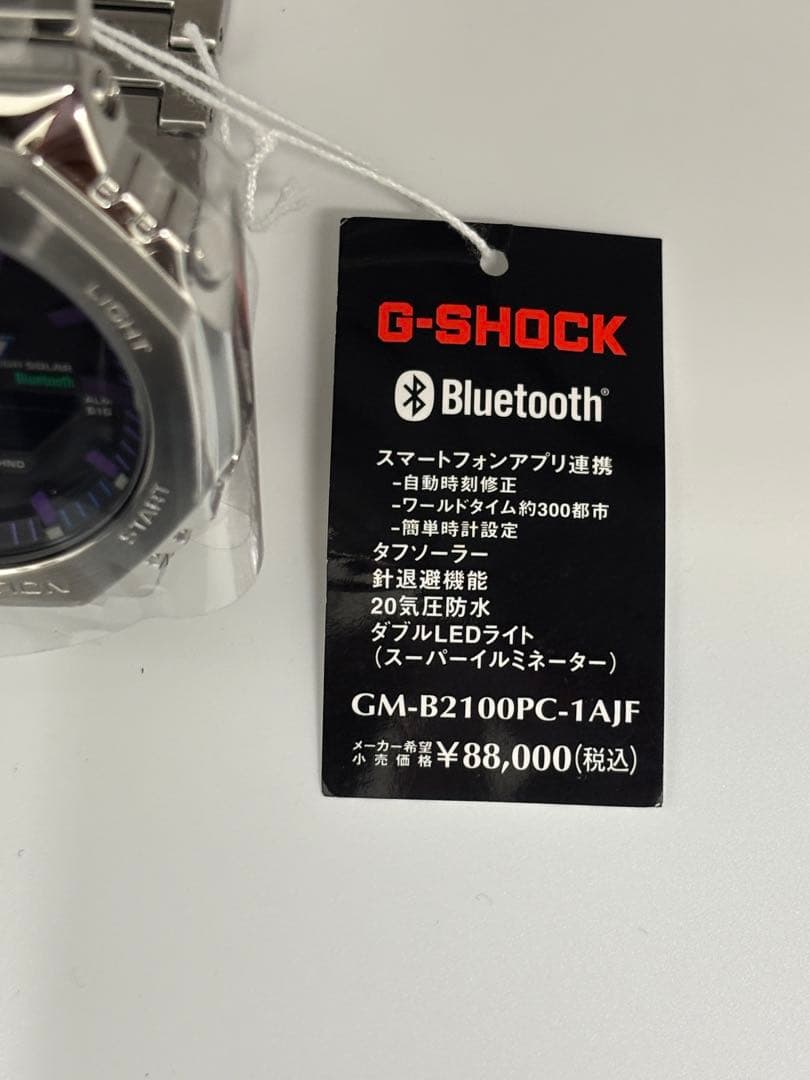 LIGHT
SOLAR
Bluetooth
START
G-SHOCK
Bluetooth®
スマートフォンアプリ連携
-自動時刻修正
-ワールドタイム約300都市
-簡単時計設定
タフソーラー
針退避機能
20気圧防水
ダブルLEDライト
(スーパーイルミネーター)
GM-B2100PC-1AJF
メーカー希望
小売価格 ¥88,000(税込)